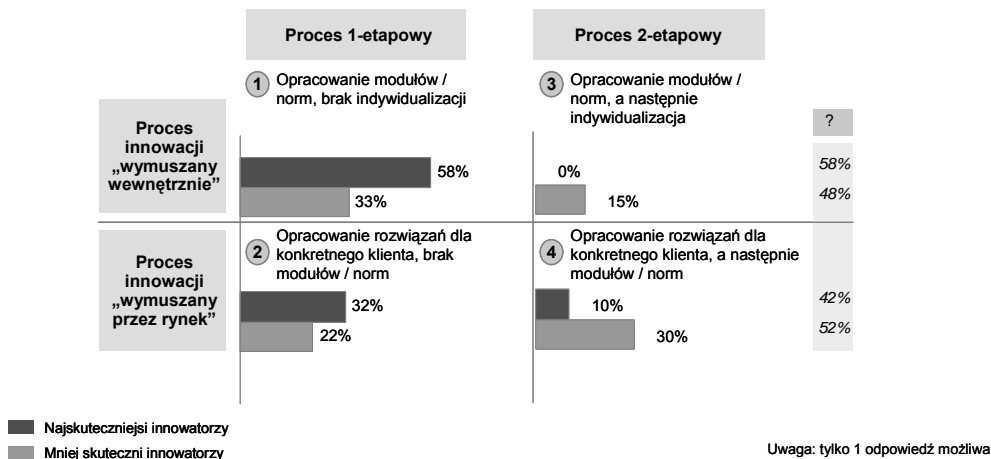 Proces 1-etapowy
Proces 2-etapowy
1
Opracowanie modułów /
norm, brak indywidualizacji
3
Opracowanie modułów /
norm, a następnie
indywidualizacja
?
Proces
innowacji
„wymuszany
wewnętrznie”
58%
33%
0%
15%
58%
48%
2
Opracowanie rozwiązań dla
konkretnego klienta, brak
modułów / norm
4
Opracowanie rozwiązań dla
konkretnego klienta, a następnie
modułów / norm
Proces
innowacji
„wymuszany
przez rynek”
32%
22%
10%
30%
42%
52%
Najskuteczniejsi innowatorzy
Mniej skuteczni innowatorzy
Uwaga: tylko 1 odpowiedź możliwa